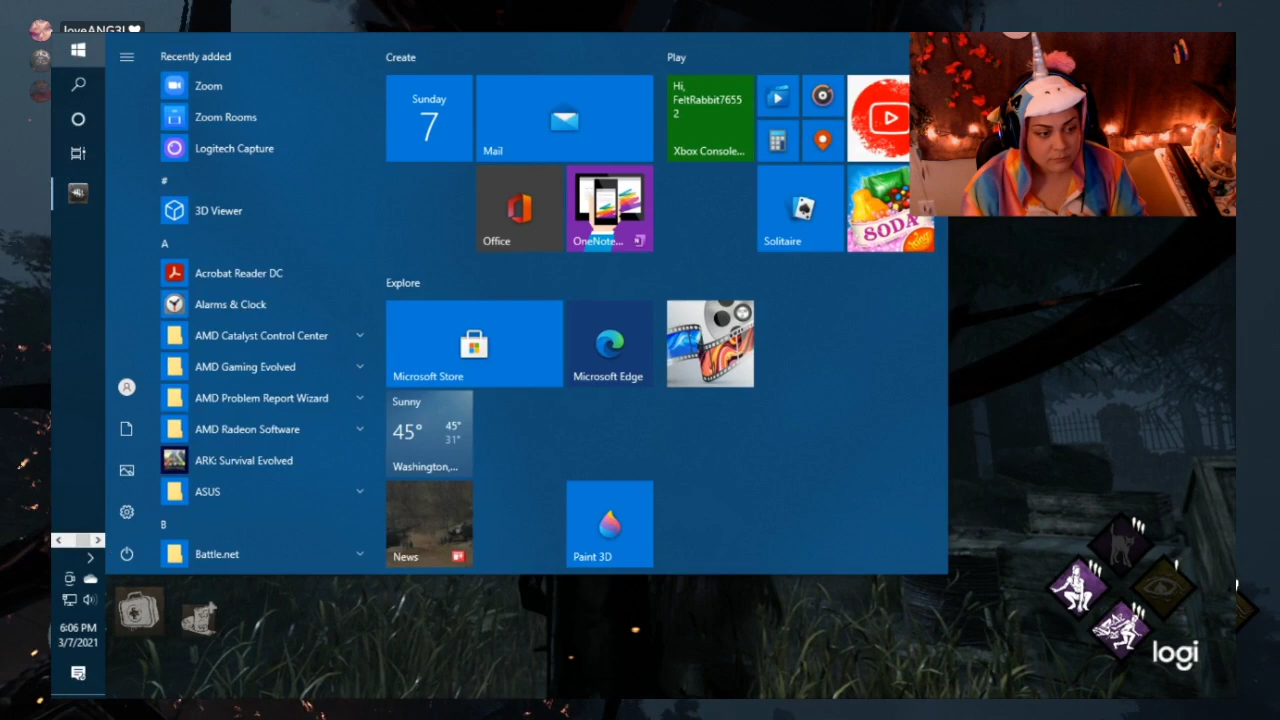 loveANG3L
Recently added
Zoom
Zoom Rooms
Logitech Capture
#
3D Viewer
A
Acrobat Reader DC
Alarms & Clock
AMD Catalyst Control Center
AMD Gaming Evolved
AMD Problem Report Wizard
AMD Radeon Software
ARK: Survival Evolved
ASUS
B
Battle.net
Create
Sunday
7
Mail
Office
OneNote...
Explore
Microsoft Store
Microsoft Edge
Sunny
45°
45°
31°
Washington,...
News
Paint 3D
Play
Hi,
FeltRabbit7655
2
Xbox Console...
Solitaire
SODA
King
6:06 PM
3/7/2021
logi